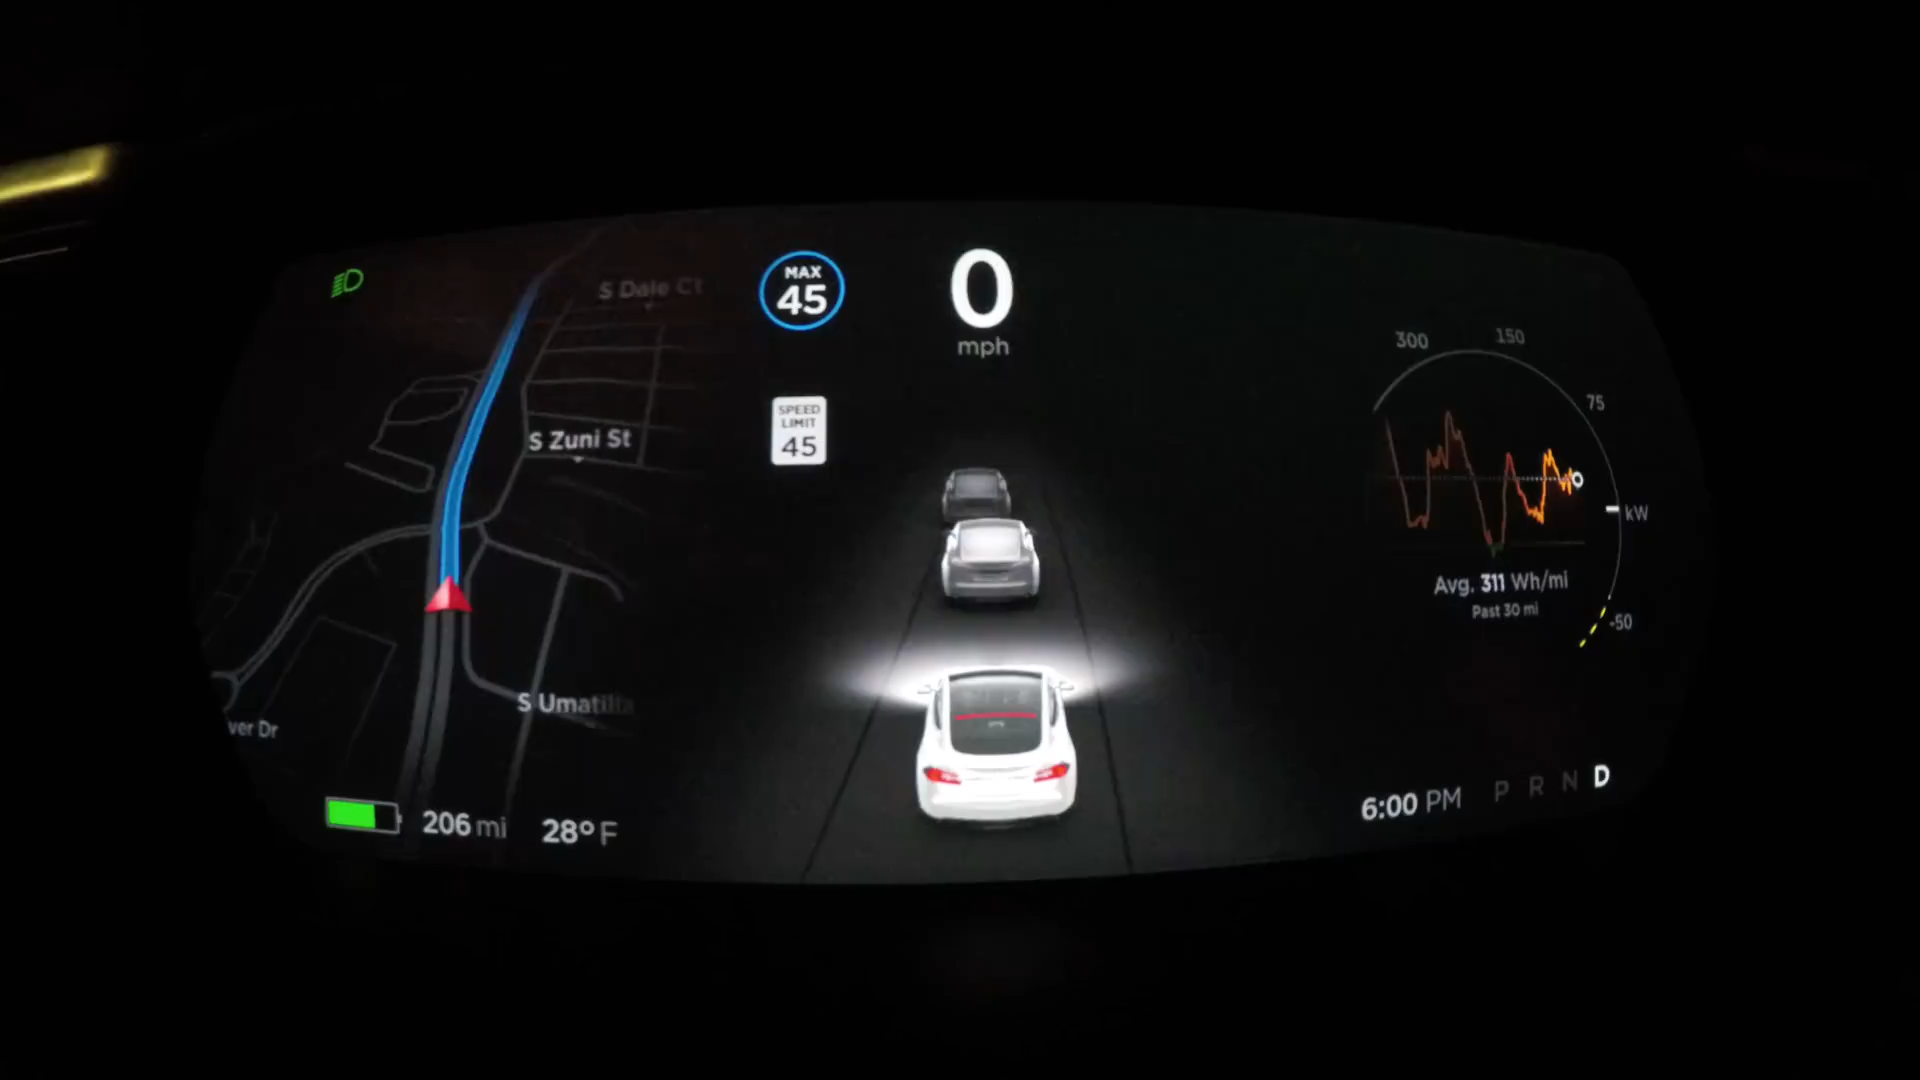 S Dale Ct
S Zuni St
S Umatilla
ver Dr
206 mi
28°F
MAX
45
0
mph
SPEED
LIMIT
45
300
150
75
kW
-50
Avg. 311 Wh/mi
Past 30 mi
6:00 PM
P R N D